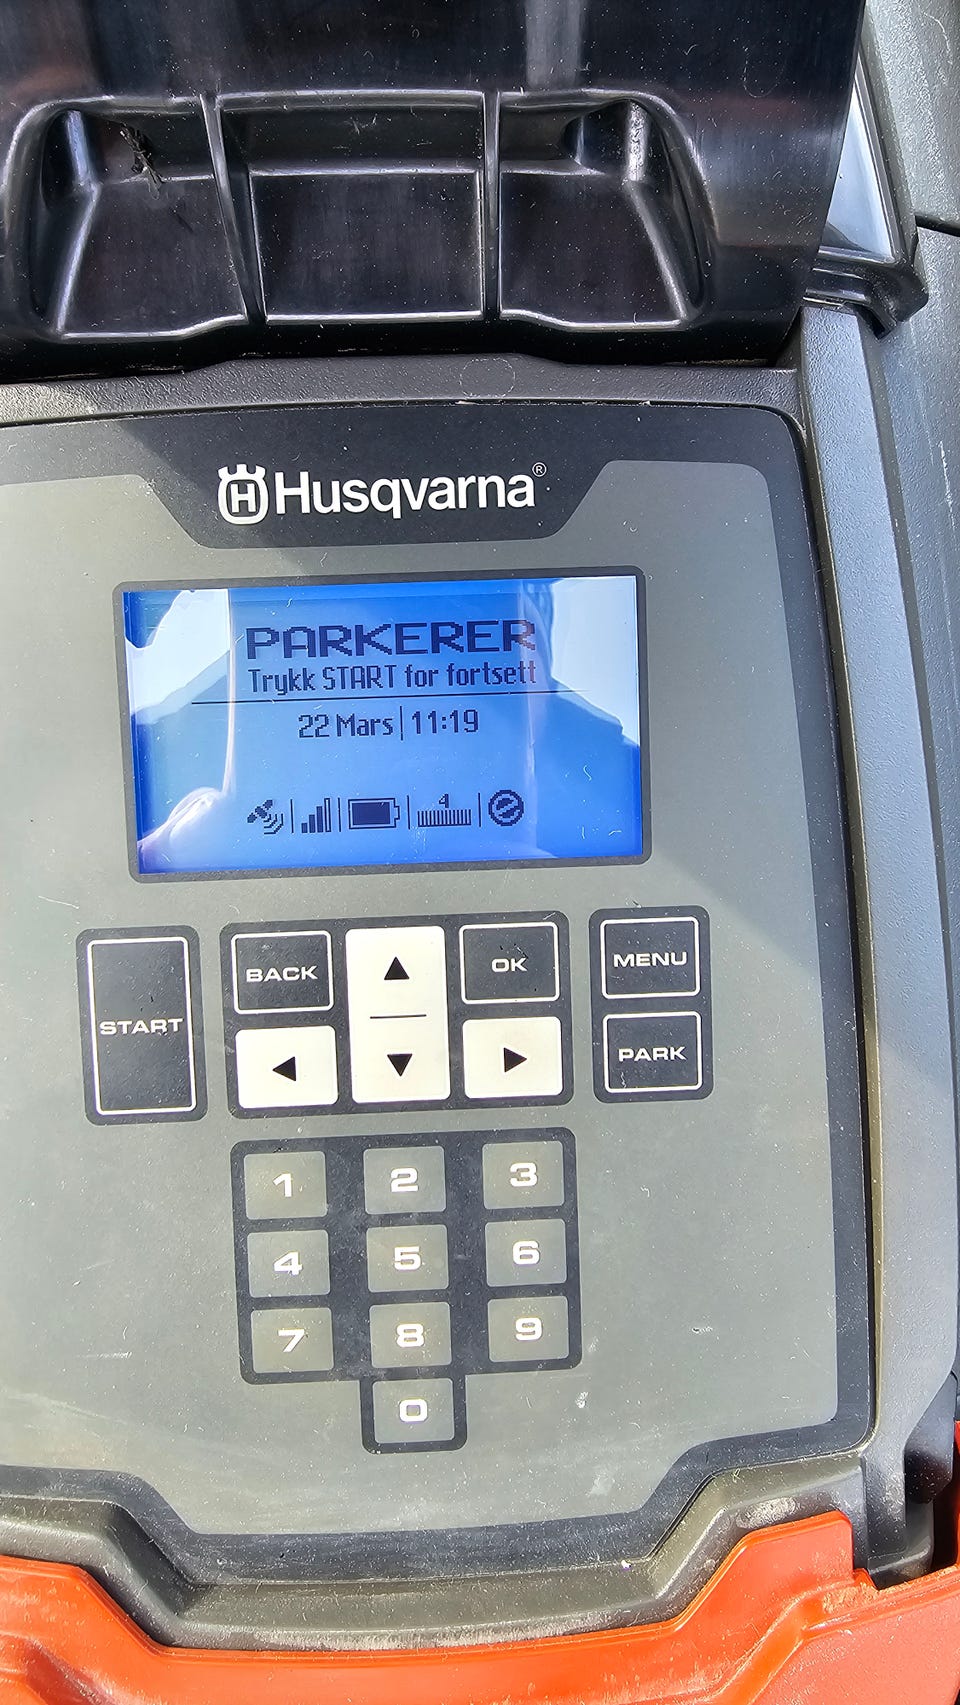 Husqvarna®
PARKERER
Trykk START for fortsett
22 Mars | 11:19
4
START
BACK
OK
MENU
PARK
1 2 3
4 5 6
7 8 9
0